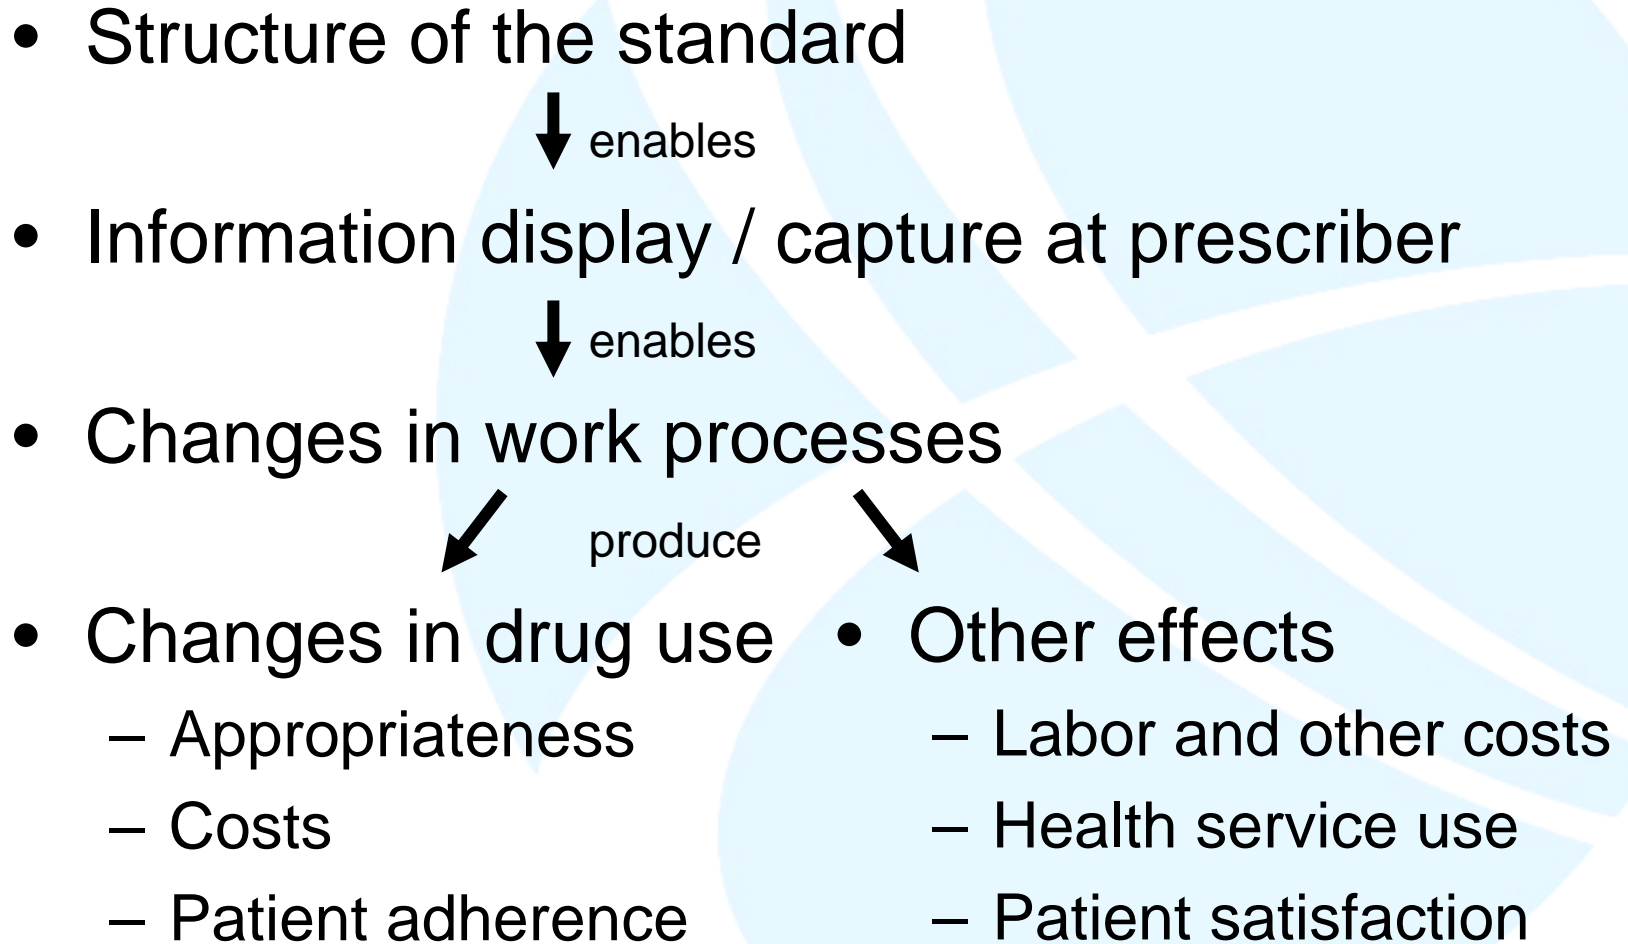 • Structure of the standard
enables
• Information display / capture at prescriber
enables
• Changes in work processes
produce
• Changes in drug use
– Appropriateness
– Costs
– Patient adherence
• Other effects
– Labor and other costs
– Health service use
– Patient satisfaction